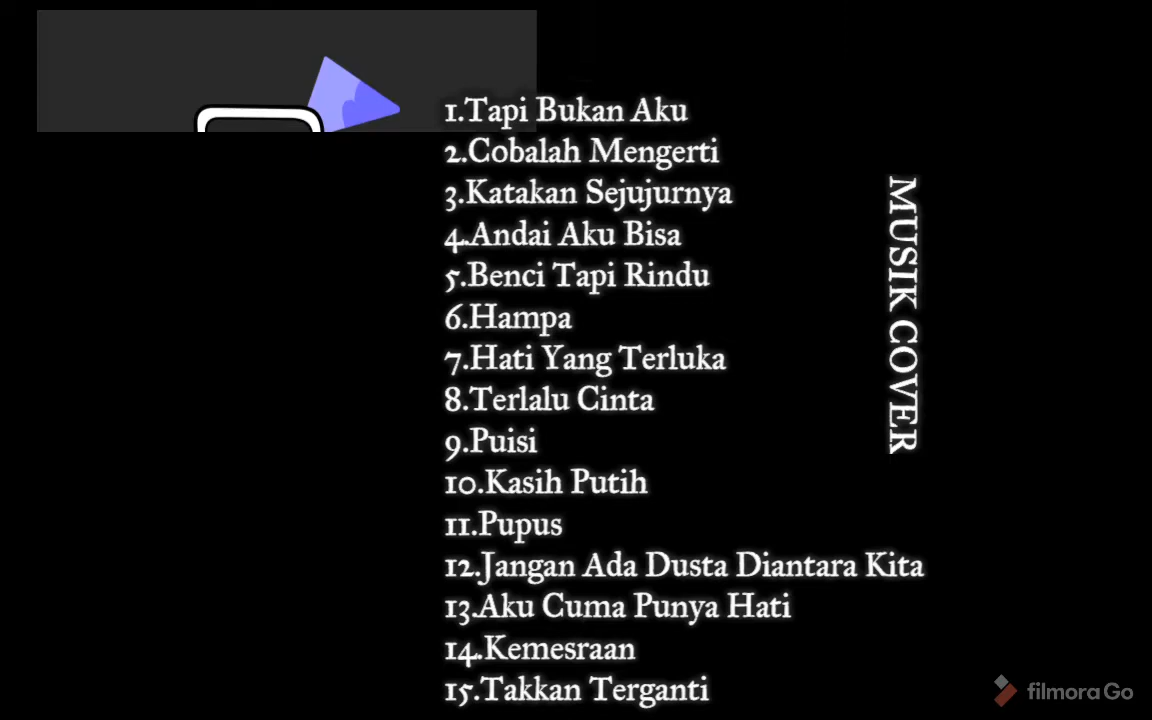 1.Tapi Bukan Aku
2.Cobalah Mengerti
3.Katakan Sejujurnya
4.Andai Aku Bisa
5.Benci Tapi Rindu
6.Hampa
7.Hati Yang Terluka
8.Terlalu Cinta
9.Puisi
10.Kasih Putih
11.Pupus
12.Jangan Ada Dusta Diantara Kita
13.Aku Cuma Punya Hati
14.Kemesraan
15.Takkan Terganti
MUSIK COVER
filmora Go